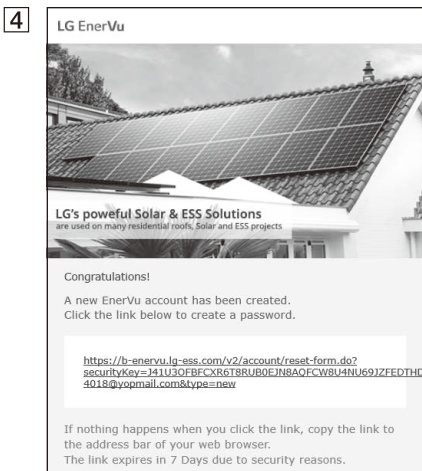 4
LG EnerVu
LG's poweful Solar & ESS Solutions
are used on many residential roofs, Solar and ESS projects
Congratulations!
A new EnerVu account has been created.
Click the link below to create a password.
https://b-enervu.lg-ess.com/v2/account/reset-form.do?
securityKey=J41U3OFBFCXR6T8RUB0EJN8AQFCW8U4NU69JZFEDTHD
4018@yopmail.com&type=new
If nothing happens when you click the link, copy the link to
the address bar of your web browser.
The link expires in 7 Days due to security reasons.